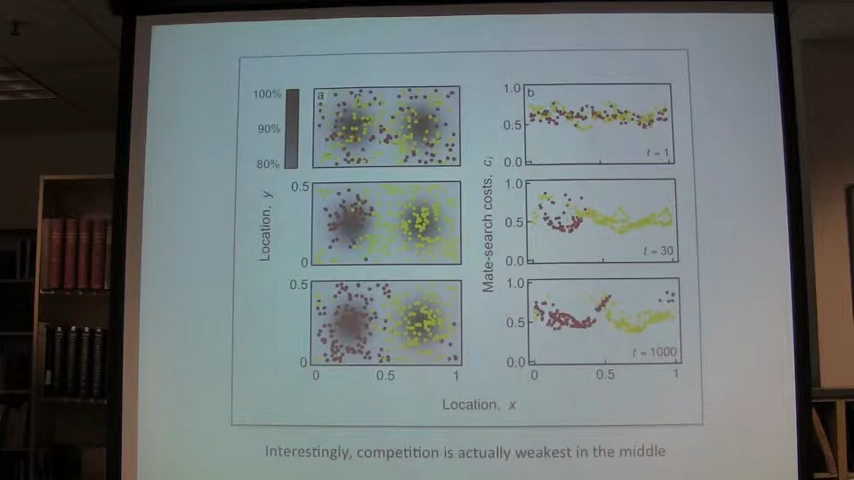 100%
90%
80%
a
b
1.0
0.5
0.0
t = 1
0.5
0
1.0
0.5
0.0
t = 30
0.5
0
1.0
0.5
0.0
t = 1000
Location, y
Mate-search costs, ci
0 0.5 1
0 0.5 1
Location, x
Interestingly, competition is actually weakest in the middle